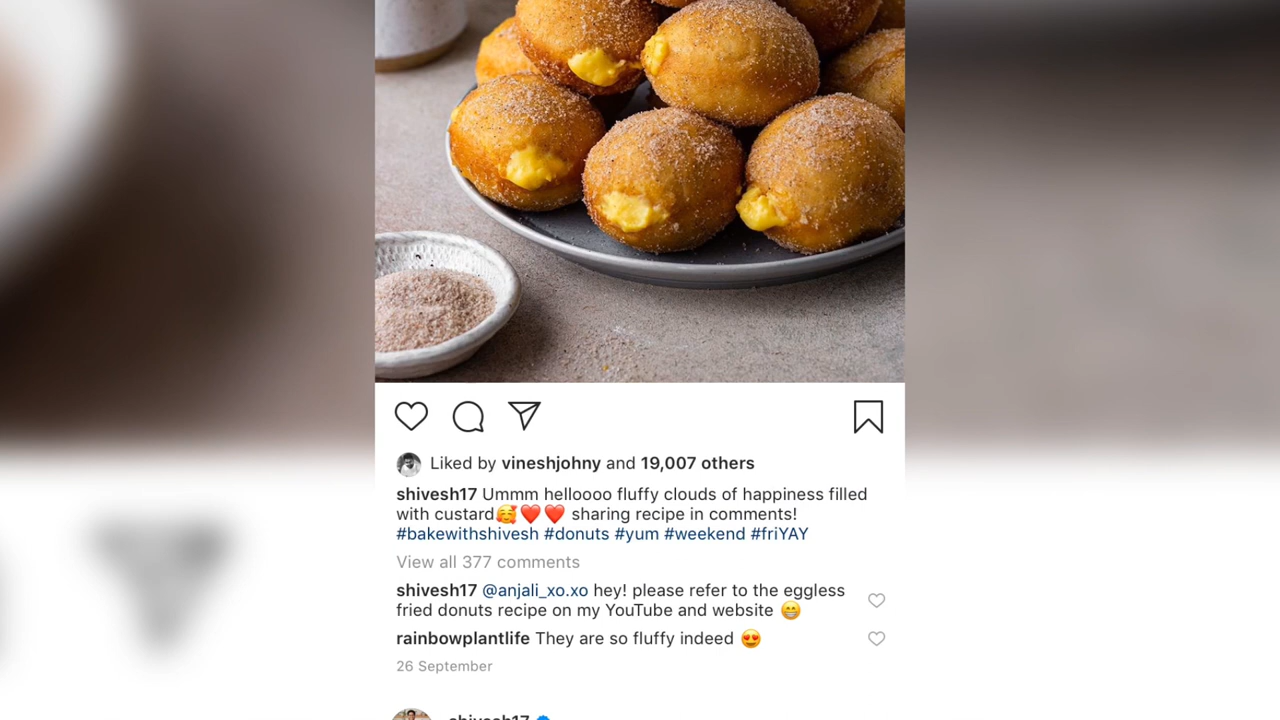 Liked by vineshjohny and 19,007 others
shivesh17 Ummm helloooo fluffy clouds of happiness filled
with custard🥰❤️❤️ sharing recipe in comments!
#bakewithshivesh #donuts #yum #weekend #friYAY
View all 377 comments
shivesh17 @anjali_xo.xo hey! please refer to the eggless
fried donuts recipe on my YouTube and website 😁
rainbowplantlife They are so fluffy indeed 😍
26 September
shivesh17